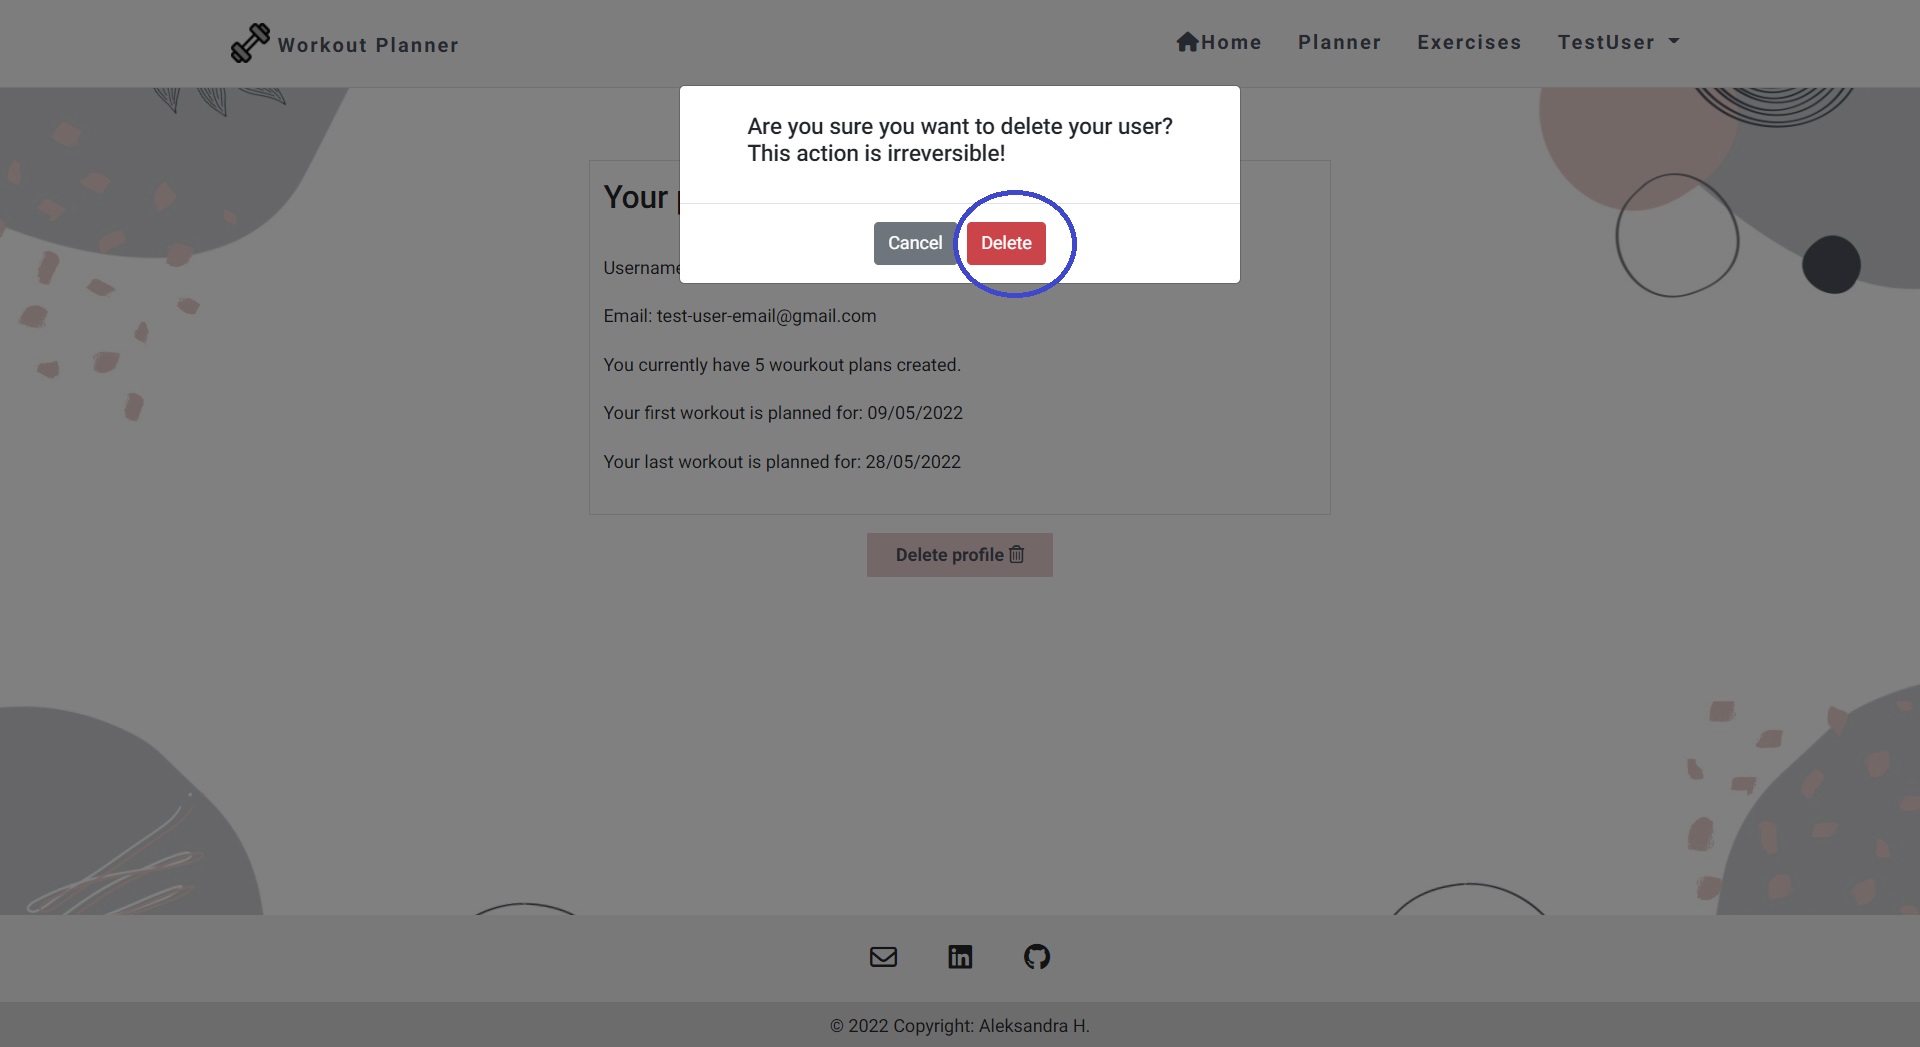 Workout Planner
Home Planner Exercises TestUser
Are you sure you want to delete your user?
This action is irreversible!
Your
Cancel Delete
Username
Email: test-user-email@gmail.com
You currently have 5 wourkout plans created.
Your first workout is planned for: 09/05/2022
Your last workout is planned for: 28/05/2022
Delete profile
© 2022 Copyright: Aleksandra H.